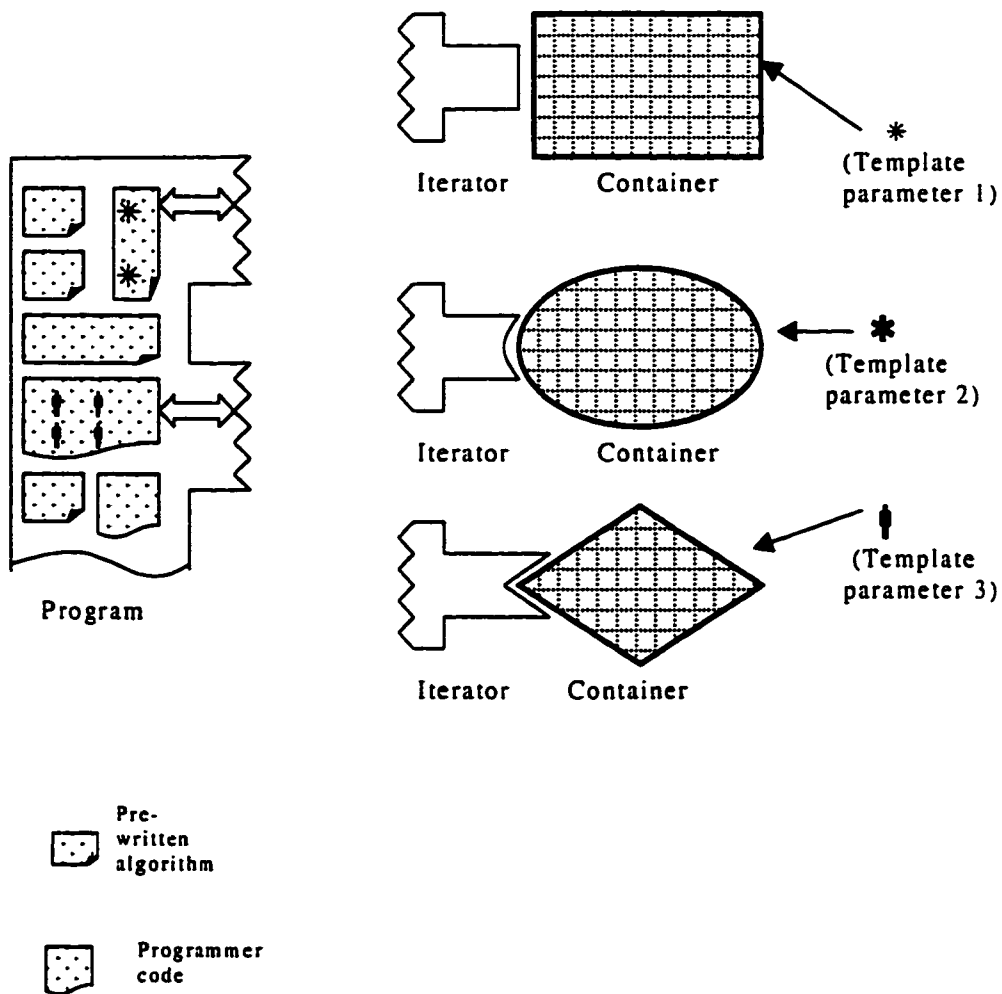 Iterator
Container
*
(Template
parameter 1)
Iterator
Container
*
(Template
parameter 2)
Iterator
Container
(Template
parameter 3)
Program
Pre-
written
algorithm
Programmer
code